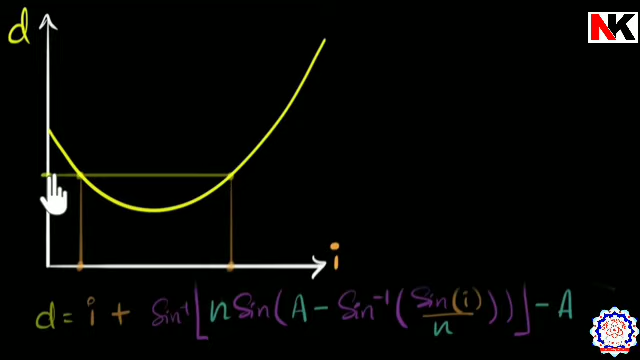 d
NK
i
d = i + Sin⁻¹[n Sin(A − Sin⁻¹(Sin(i)/n))] − A